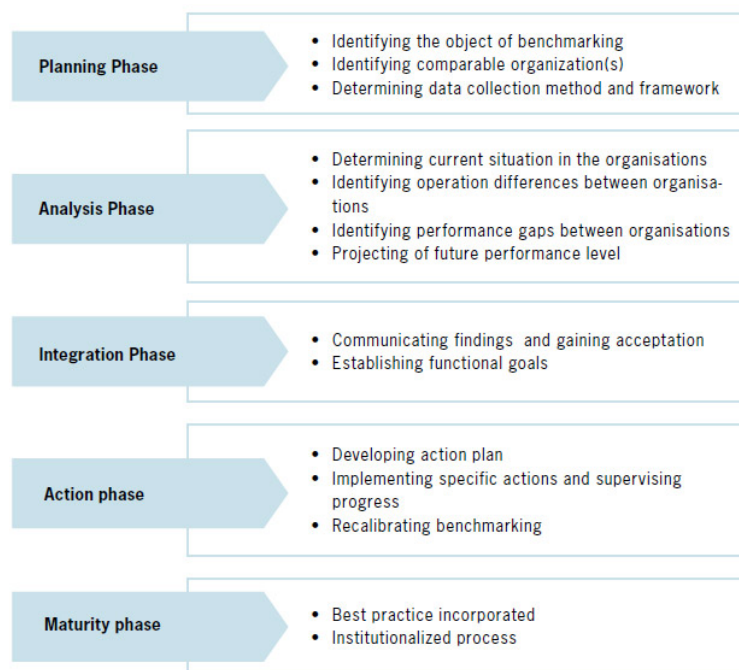 Planning Phase
• Identifying the object of benchmarking
• Identifying comparable organization(s)
• Determining data collection method and framework
Analysis Phase
• Determining current situation in the organisations
• Identifying operation differences between organisa-
tions
• Identifying performance gaps between organisations
• Projecting of future performance level
Integration Phase
• Communicating findings and gaining acceptation
• Establishing functional goals
Action phase
• Developing action plan
• Implementing specific actions and supervising
progress
• Recalibrating benchmarking
Maturity phase
• Best practice incorporated
• Institutionalized process